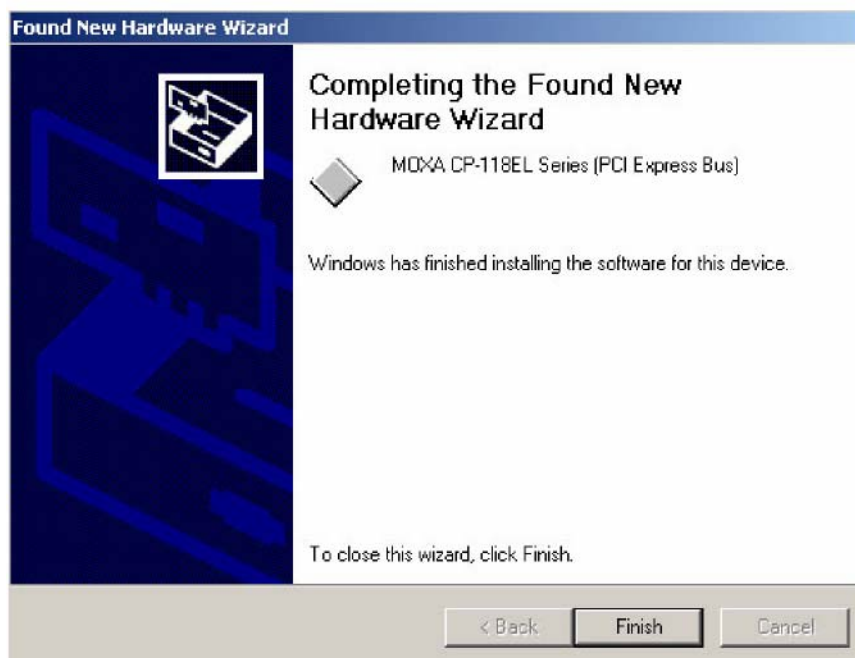 Found New Hardware Wizard
Completing the Found New
Hardware Wizard
MOXA CP-118EL Series (PCI Express Bus)
Windows has finished installing the software for this device.
To close this wizard, click Finish.
< Back
Finish
Cancel